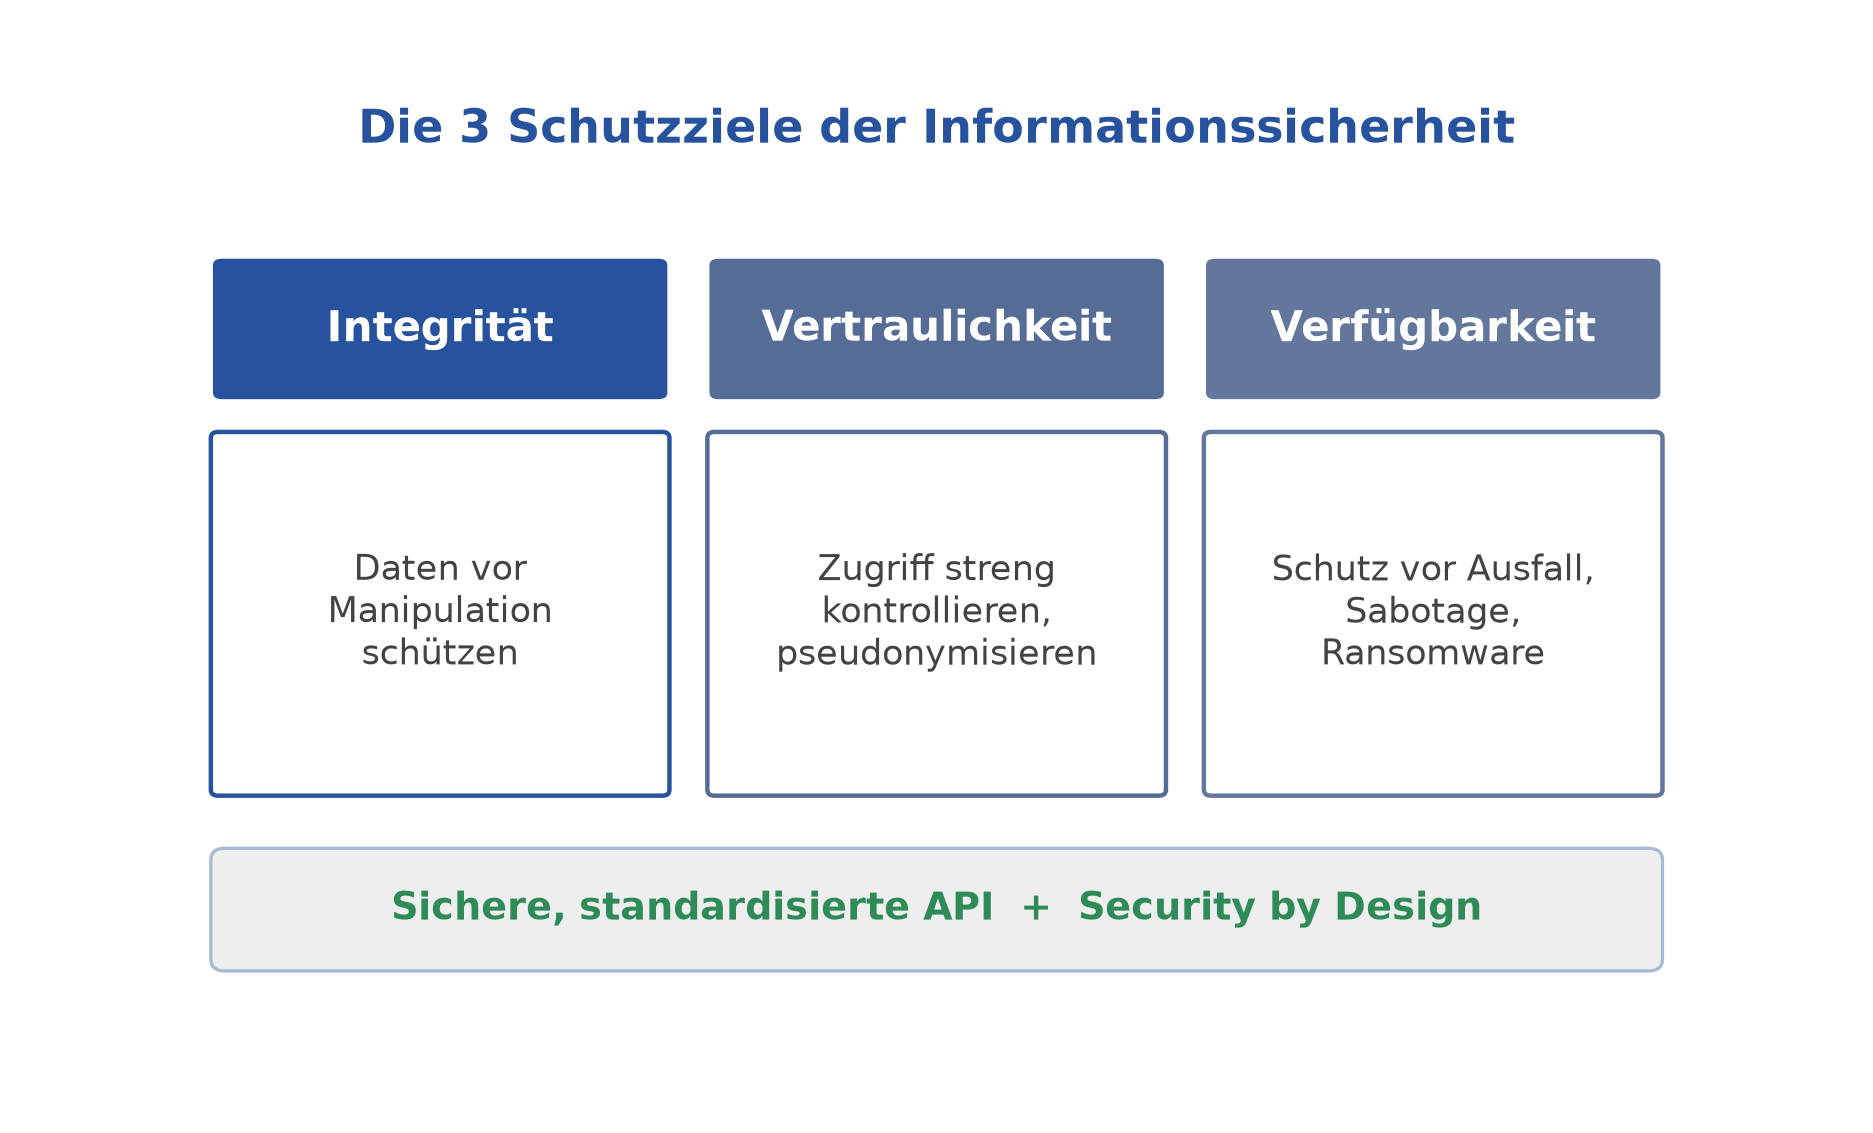 Die 3 Schutzziele der Informationssicherheit
Integrität
Vertraulichkeit
Verfügbarkeit
Daten vor
Manipulation
schützen
Zugriff streng
kontrollieren,
pseudonymisieren
Schutz vor Ausfall,
Sabotage,
Ransomware
Sichere, standardisierte API + Security by Design